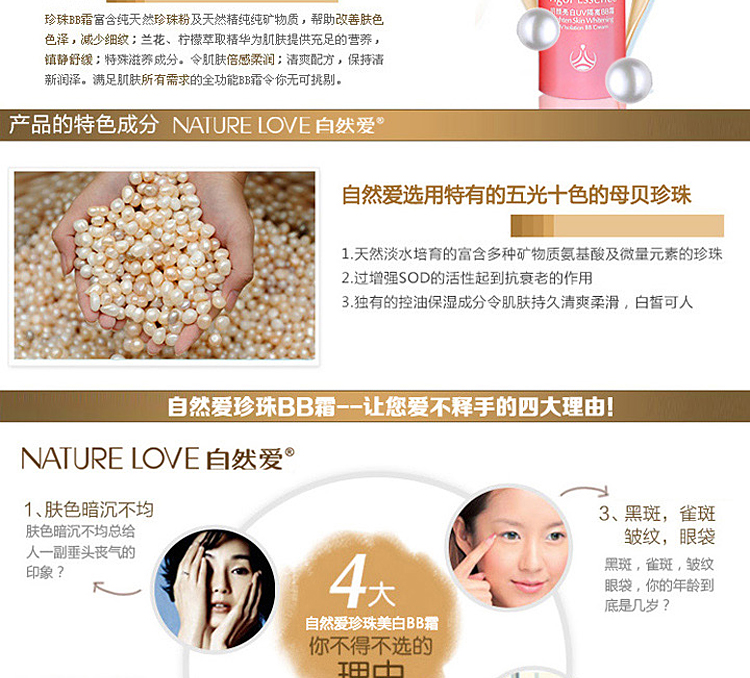 珍珠BB霜富含纯天然珍珠粉及天然精纯纯矿物质，帮助改善肤色
色泽，减少细纹；兰花、柠檬萃取精华为肌肤提供充足的营养，
镇静舒缓；特殊滋养成分。令肌肤倍感柔润；清爽配方，保持清
新润泽。满足肌肤所有需求的全功能BB霜令你无可挑剔。
润肤亮白UV隔离BB霜
Brighten Skin Whitening
UV Isolation BB Cream
产品的特色成分 NATURE LOVE 自然爱®
自然爱选用特有的五光十色的母贝珍珠
1.天然淡水培育的富含多种矿物质氨基酸及微量元素的珍珠
2.过增强SOD的活性起到抗衰老的作用
3.独有的控油保湿成分令肌肤持久清爽柔滑，白皙可人
自然爱珍珠BB霜--让您爱不释手的四大理由!
NATURE LOVE 自然爱®
1、肤色暗沉不均
肤色暗沉不均总给
人一副垂头丧气的
印象？
3、黑斑，雀斑
皱纹，眼袋
黑斑，雀斑，皱纹
眼袋，你的年龄到
底是几岁？
4大
自然爱珍珠美白BB霜
你不得不选的
理由